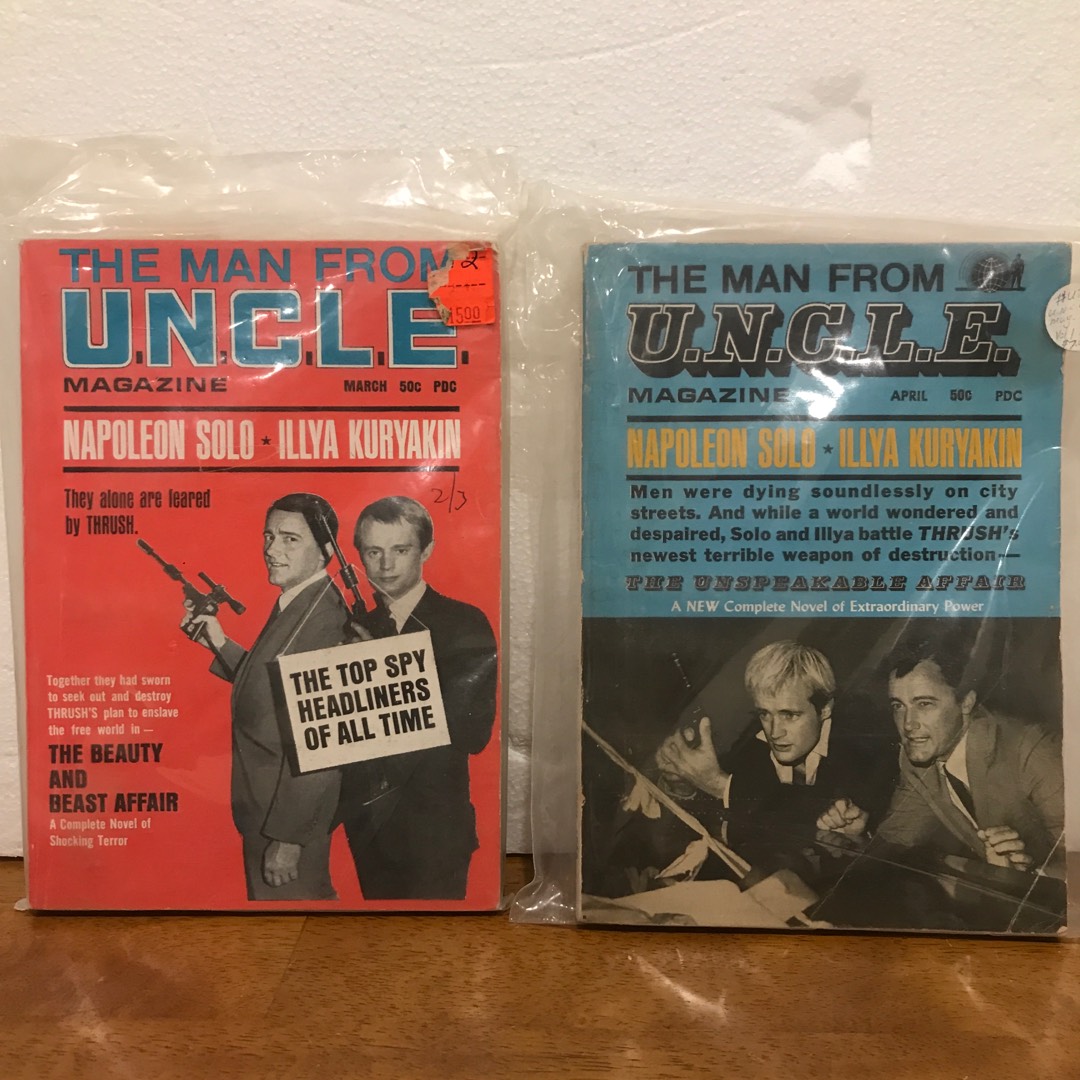 THE MAN FROM
U.N.C.L.E.
MAGAZINE MARCH 50c PDC
NAPOLEON SOLO ★ ILLYA KURYAKIN
They alone are feared
by THRUSH.
2/3
THE TOP SPY
HEADLINERS
OF ALL TIME
Together they had sworn
to seek out and destroy
THRUSH'S plan to enslave
the free world in —
THE BEAUTY
AND
BEAST AFFAIR
A Complete Novel of
Shocking Terror
THE MAN FROM
U.N.C.L.E.
MAGAZINE APRIL 50c PDC
NAPOLEON SOLO ★ ILLYA KURYAKIN
Men were dying soundlessly on city
streets. And while a world wondered and
despaired, Solo and Illya battle THRUSH's
newest terrible weapon of destruction—
THE UNSPEAKABLE AFFAIR
A NEW Complete Novel of Extraordinary Power